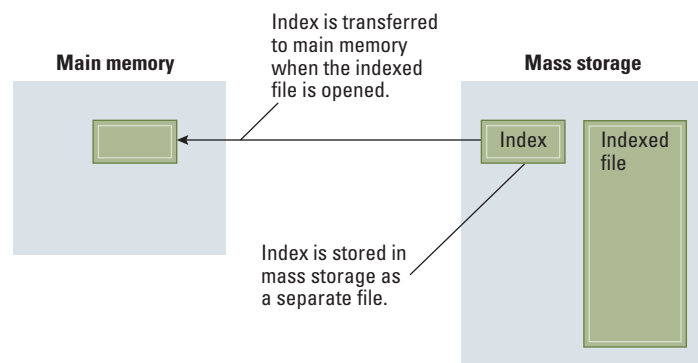 Index is transferred
to main memory
when the indexed
file is opened.
Main memory
Mass storage
Index
Indexed
file
Index is stored in
mass storage as
a separate file.